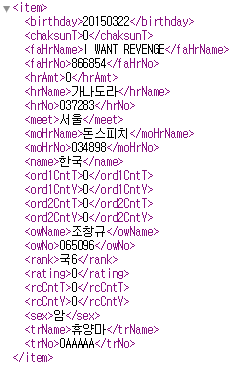 <item>
<birthday>20150322</birthday>
<chaksunT>0</chaksunT>
<faHrName>I WANT REVENGE</faHrName>
<faHrNo>866854</faHrNo>
<hrAmt>0</hrAmt>
<hrName>가나도라</hrName>
<hrNo>037283</hrNo>
<meet>서울</meet>
<moHrName>돈스피치</moHrName>
<moHrNo>034898</moHrNo>
<name>한국</name>
<ord1CntT>0</ord1CntT>
<ord1CntY>0</ord1CntY>
<ord2CntT>0</ord2CntT>
<ord2CntY>0</ord2CntY>
<owName>조창규</owName>
<owNo>065096</owNo>
<rank>국6</rank>
<rating>0</rating>
<rcCntT>0</rcCntT>
<rcCntY>0</rcCntY>
<sex>암</sex>
<trName>휴양마</trName>
<trNo>0AAAAA</trNo>
</item>